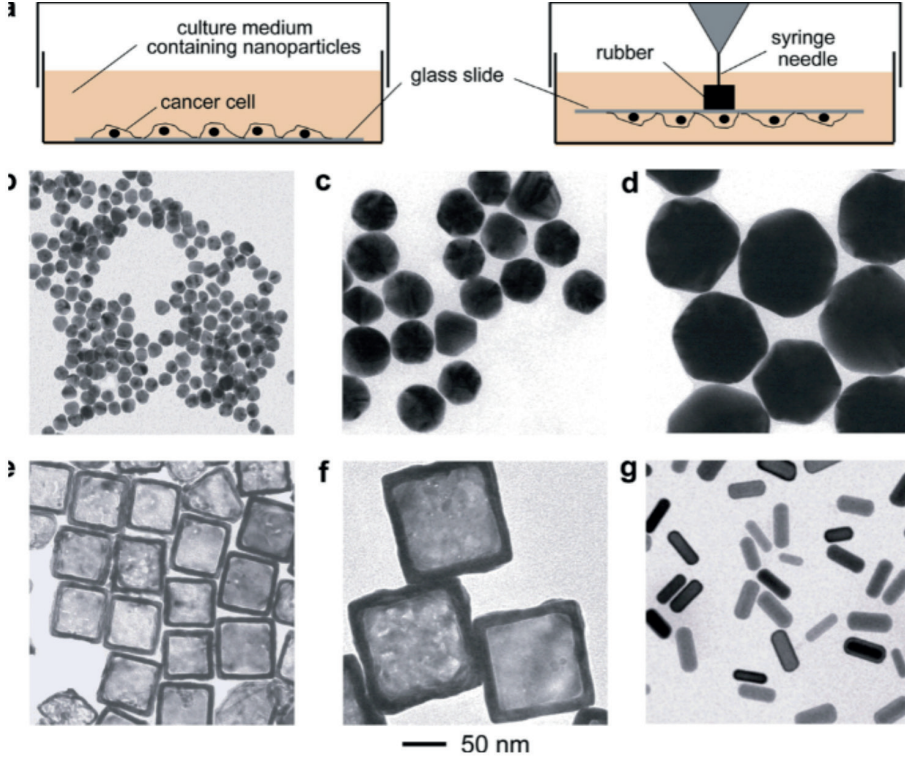 a
culture medium
containing nanoparticles
cancer cell
glass slide
rubber
syringe
needle
b
c
d
e
f
g
50 nm